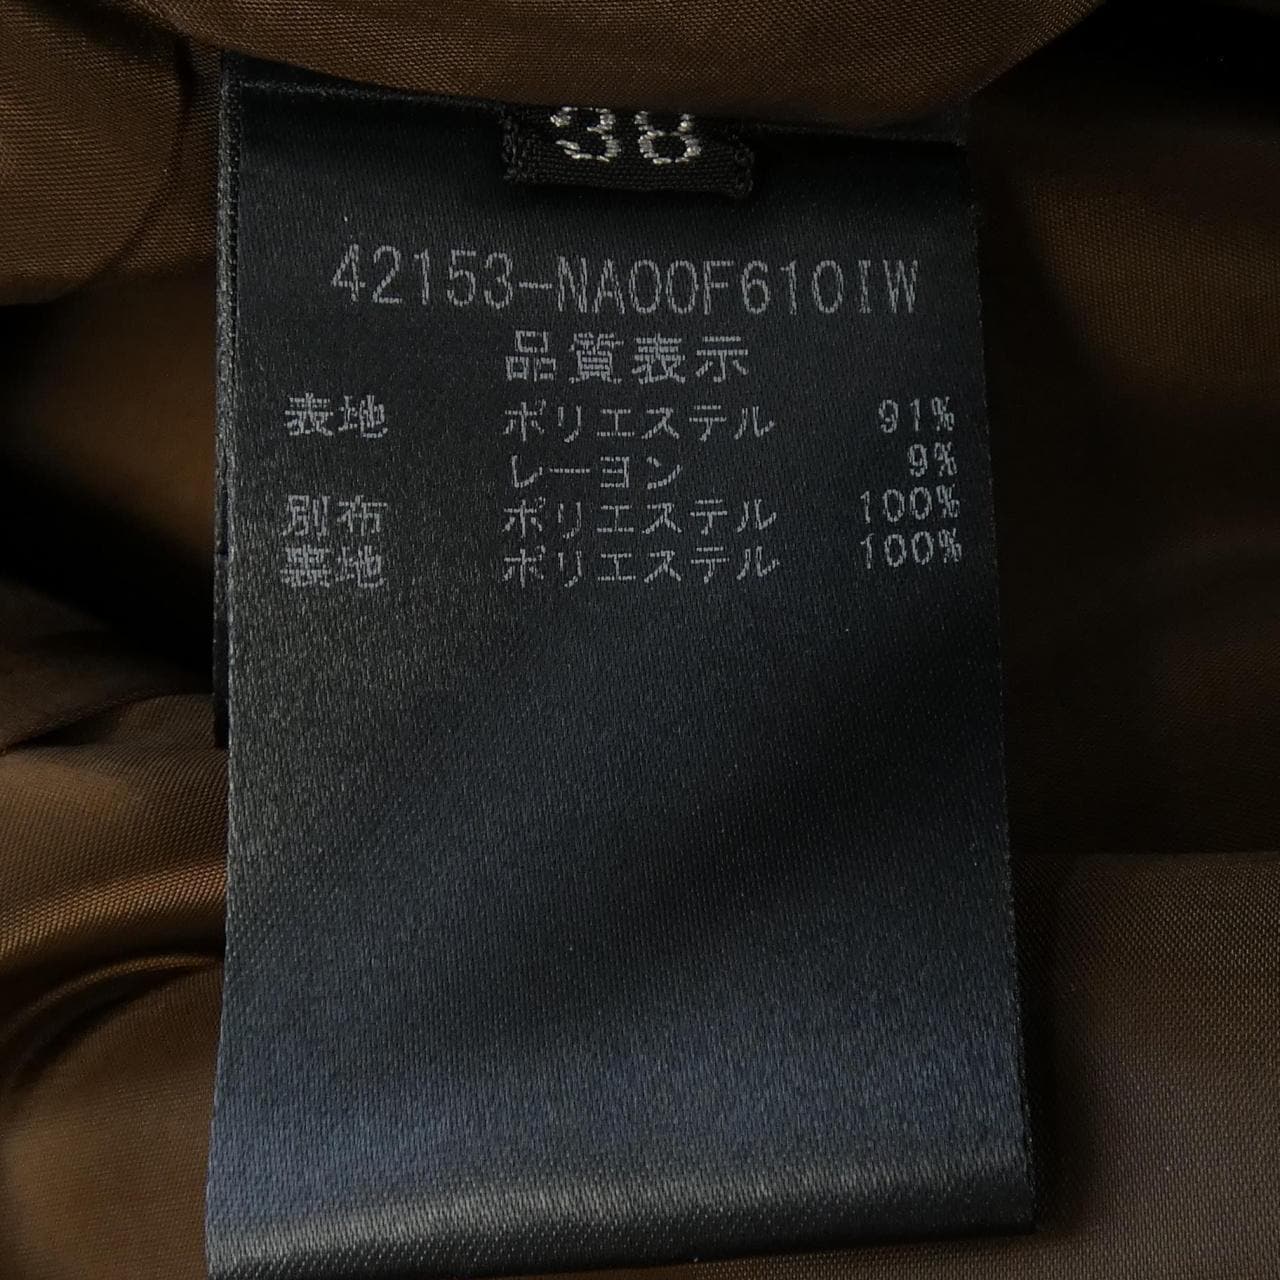 38
42153-NA00F610IW
品質表示
表地 ポリエステル 91%
レーヨン 9%
別布 ポリエステル 100%
裏地 ポリエステル 100%